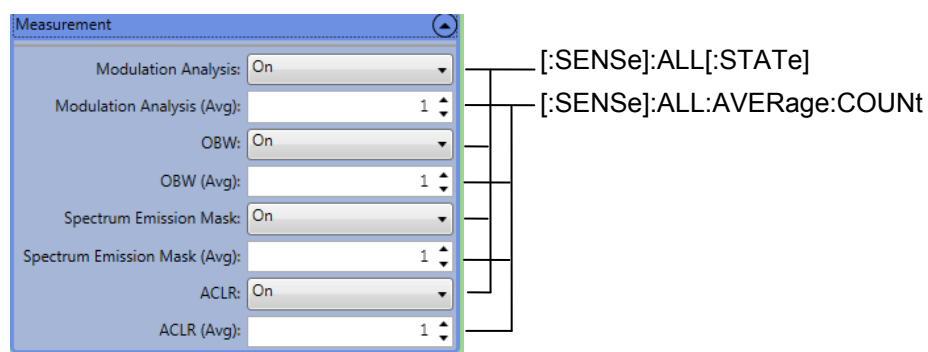 Measurement
Modulation Analysis: On
[:SENSe]:ALL[:STATe]
Modulation Analysis (Avg): 1
[:SENSe]:ALL:AVERage:COUNt
OBW: On
OBW (Avg): 1
Spectrum Emission Mask: On
Spectrum Emission Mask (Avg): 1
ACLR: On
ACLR (Avg): 1